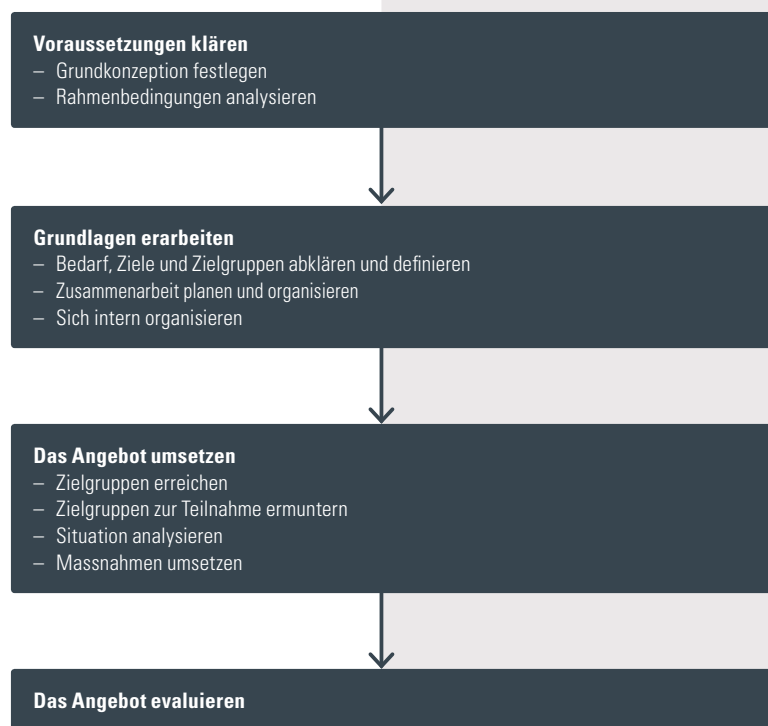 Voraussetzungen klären
– Grundkonzeption festlegen
– Rahmenbedingungen analysieren
Grundlagen erarbeiten
– Bedarf, Ziele und Zielgruppen abklären und definieren
– Zusammenarbeit planen und organisieren
– Sich intern organisieren
Das Angebot umsetzen
– Zielgruppen erreichen
– Zielgruppen zur Teilnahme ermuntern
– Situation analysieren
– Massnahmen umsetzen
Das Angebot evaluieren